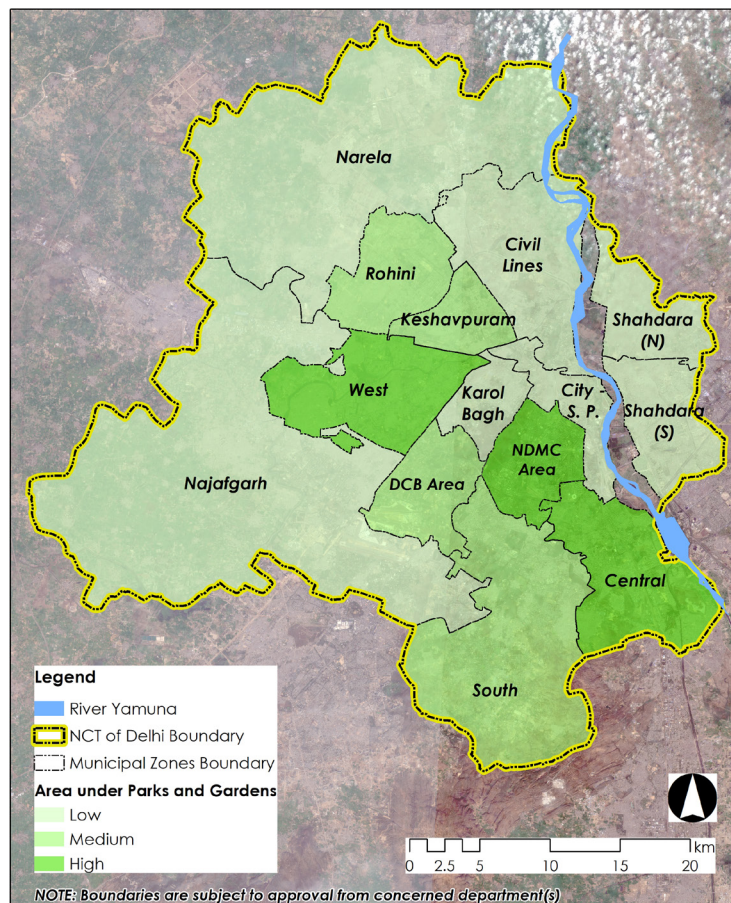 Narela
Civil
Lines
Rohini
Keshavpuram
Shahdara
(N)
West
Karol
Bagh
City -
S. P.
Shahdara
(S)
NDMC
Area
Najafgarh
DCB Area
Central
South
Legend
River Yamuna
NCT of Delhi Boundary
Municipal Zones Boundary
Area under Parks and Gardens
Low
Medium
High
km
0 2.5 5 10 15 20
NOTE: Boundaries are subject to approval from concerned department(s)